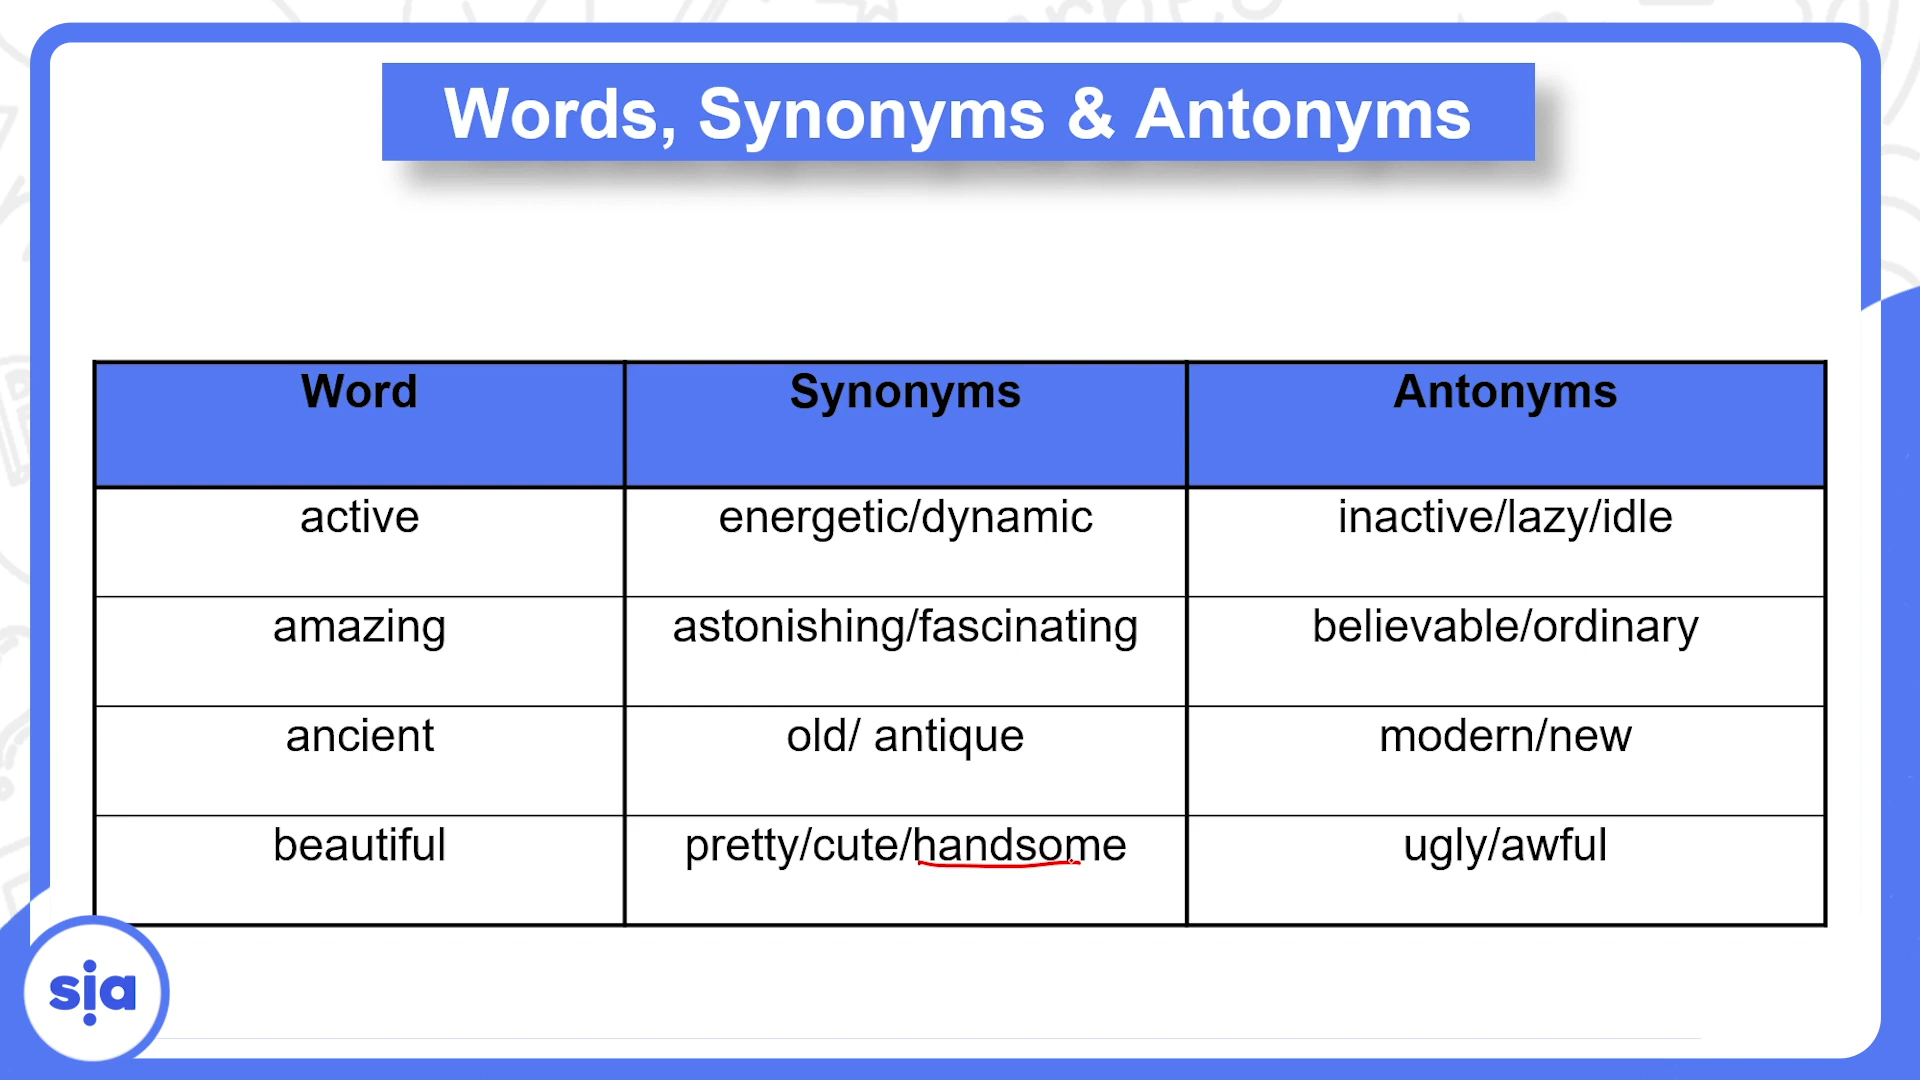 Words, Synonyms & Antonyms
Word Synonyms Antonyms
active energetic/dynamic inactive/lazy/idle
amazing astonishing/fascinating believable/ordinary
ancient old/ antique modern/new
beautiful pretty/cute/handsome ugly/awful
sia